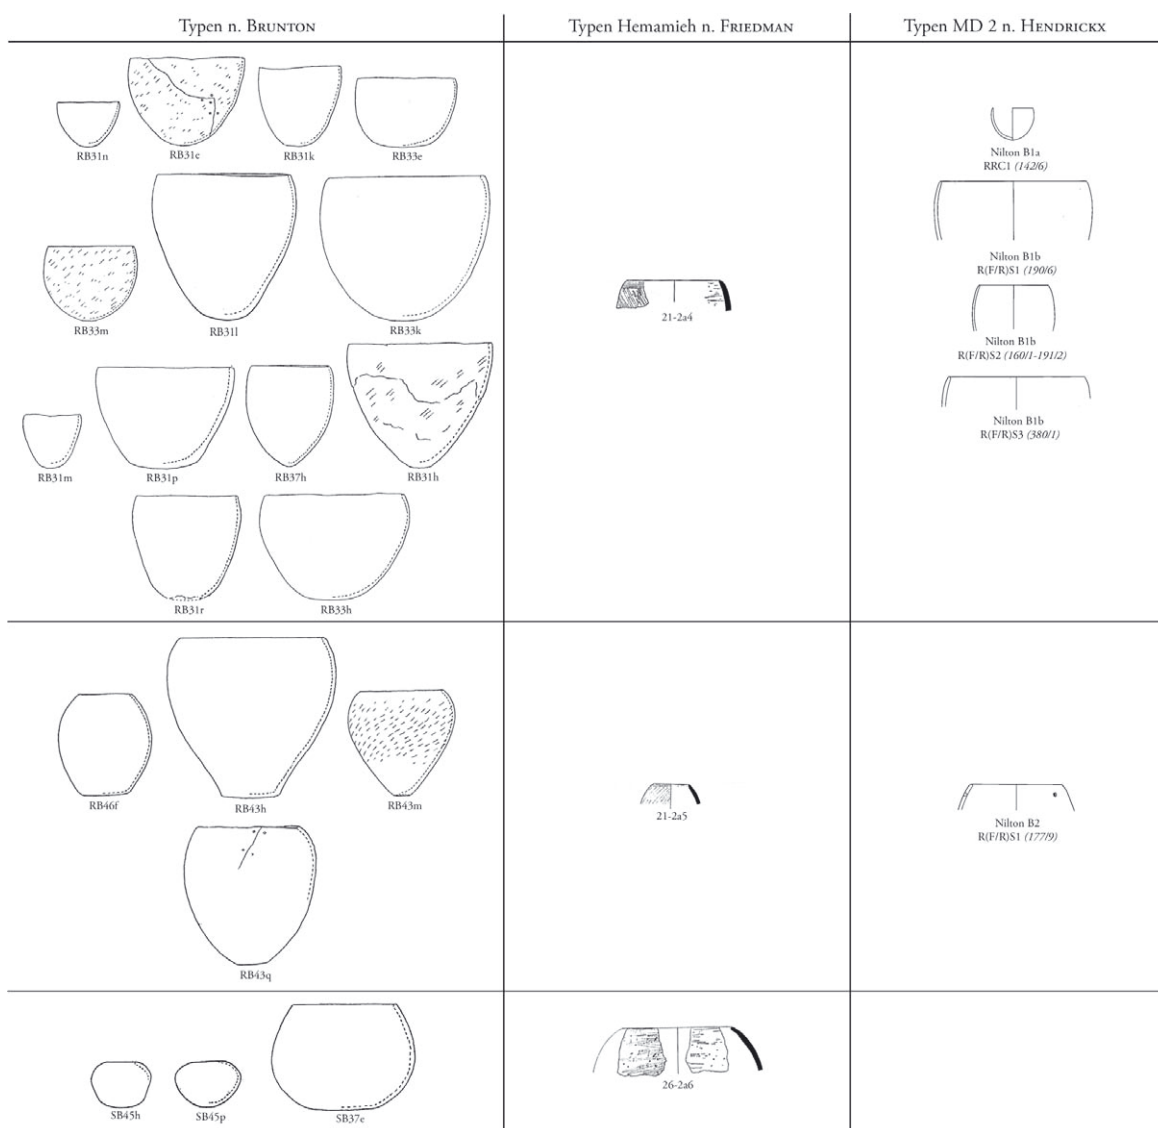 Typen n. BRUNTON
Typen Hemamieh n. FRIEDMAN
Typen MD 2 n. HENDRICKX
RB31n
RB31c
RB31k
RB33e
RB33m
RB31l
RB33k
RB31m
RB31p
RB37h
RB31h
RB31r
RB33h
21-2a4
Nilton B1a
RRC1 (142/6)
Nilton B1b
R(F/R)S1 (190/6)
Nilton B1b
R(F/R)S2 (160/1-191/2)
Nilton B1b
R(F/R)S3 (380/1)
RB46f
RB43h
RB43m
RB43q
21-2a5
Nilton B2
R(F/R)S1 (177/9)
SB45h
SB45p
SB37e
26-2a6